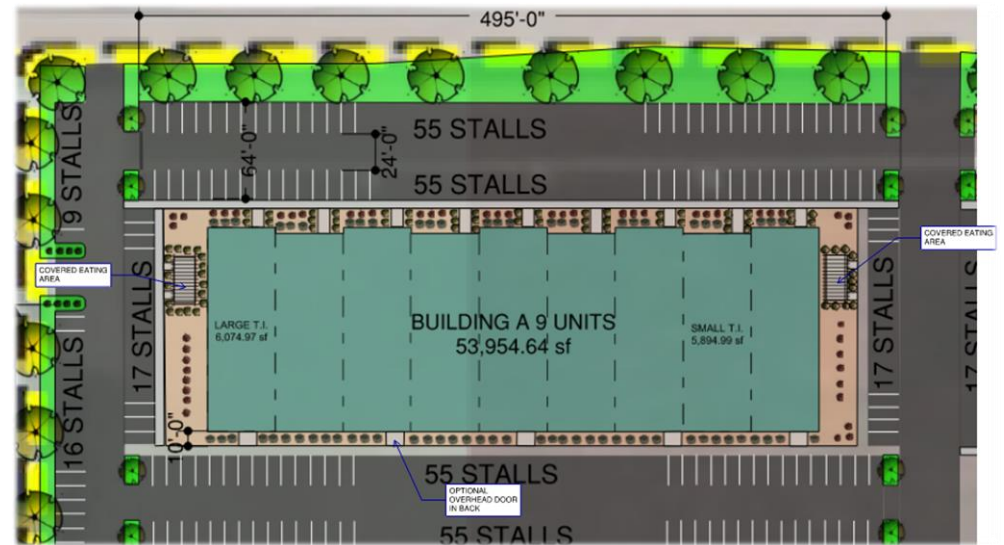 495'-0"
55 STALLS
64'-0"
24'-0"
55 STALLS
9 STALLS
COVERED EATING
AREA
COVERED EATING
AREA
17 STALLS
LARGE T.I.
6,074.97 sf
BUILDING A 9 UNITS
53,954.64 sf
SMALL T.I.
5,894.99 sf
17 STALLS
16 STALLS
10'-0"
55 STALLS
OPTIONAL
OVERHEAD DOOR
IN BACK
55 STALLS